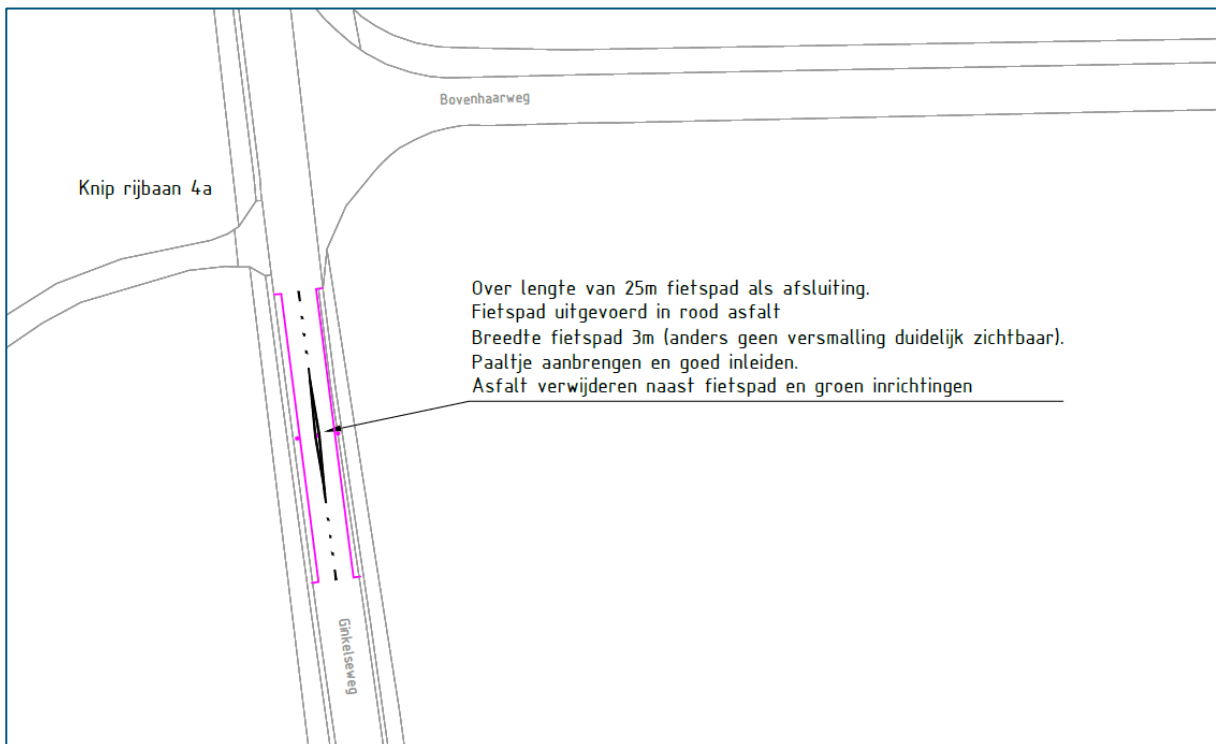 Bovenhaarweg
Knip rijbaan 4a
Over lengte van 25m fietspad als afsluiting.
Fietspad uitgevoerd in rood asfalt
Breedte fietspad 3m (anders geen versmalling duidelijk zichtbaar).
Paaltje aanbrengen en goed inleiden.
Asfalt verwijderen naast fietspad en groen inrichtingen
Ginkelseweg